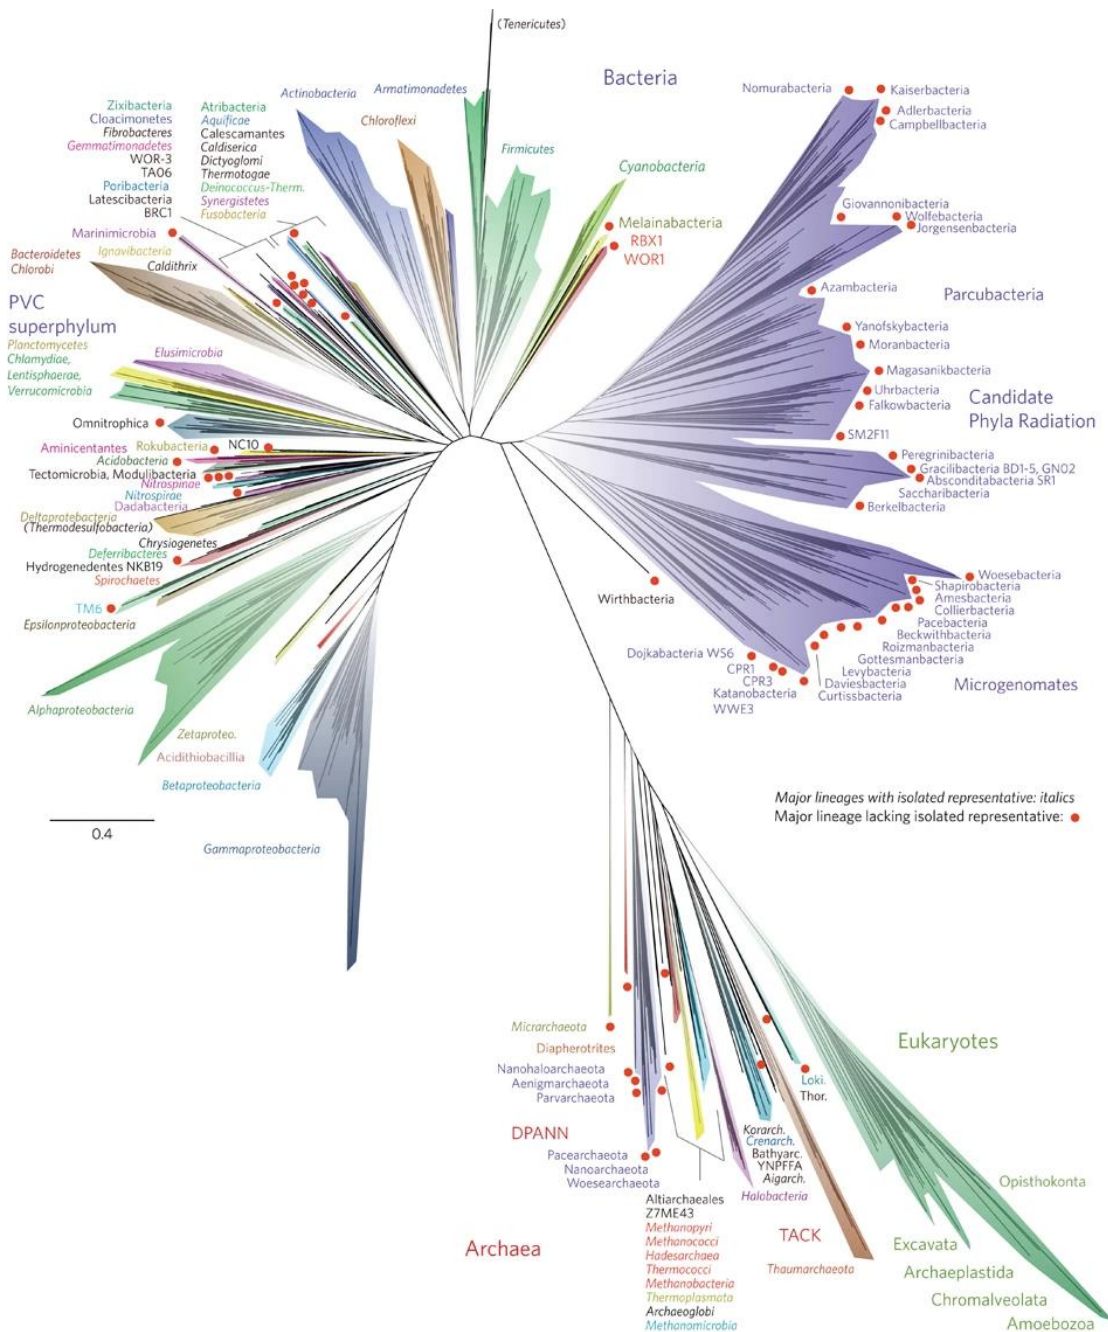 (Tenericutes)
Bacteria
Actinobacteria
Armatimonadetes
Chloroflexi
Firmicutes
Cyanobacteria
Melainabacteria
RBX1
WOR1
Zixibacteria
Cloacimonetes
Fibrobacteres
Gemmatimonadetes
WOR-3
TA06
Poribacteria
Latescibacteria
BRC1
Atribacteria
Aquificae
Calescamantes
Caldiserica
Dictyoglomi
Thermotogae
Deinococcus-Therm.
Synergistetes
Fusobacteria
Marinimicrobia
Ignavibacteria
Bacteroidetes
Chlorobi
Caldithrix
PVC
superphylum
Planctomycetes
Chlamydiae,
Lentisphaerae,
Verrucomicrobia
Elusimicrobia
Omnitrophica
Aminicentantes
Rokubacteria
NC10
Acidobacteria
Tectomicrobia, Modulibacteria
Nitrospinae
Nitrospirae
Dadabacteria
Deltaprotebacteria
(Thermodesulfobacteria)
Chrysiogenetes
Deferribacteres
Hydrogenedentes NKB19
Spirochaetes
TM6
Epsilonproteobacteria
Alphaproteobacteria
Zetaproteo.
Acidithiobacillia
Betaproteobacteria
Gammaproteobacteria
0.4
Nomurabacteria
Kaiserbacteria
Adlerbacteria
Campbellbacteria
Giovannonibacteria
Wolfebacteria
Jorgensenbacteria
Azambacteria
Parcubacteria
Yanofskybacteria
Moranbacteria
Magasanikbacteria
Uhrbacteria
Falkowbacteria
Candidate
Phyla Radiation
SM2F11
Peregrinibacteria
Gracilibacteria BD1-5, GN02
Absconditabacteria SR1
Saccharibacteria
Berkelbacteria
Woesebacteria
Shapirobacteria
Amesbacteria
Collierbacteria
Pacebacteria
Beckwithbacteria
Roizmanbacteria
Gottesmanbacteria
Levybacteria
Daviesbacteria
Curtissbacteria
Microgenomates
Wirthbacteria
Dojkabacteria WS6
CPR1
CPR3
Katanobacteria
WWE3
Major lineages with isolated representative: italics
Major lineage lacking isolated representative:
Micrarchaeota
Diapherotrites
Nanohaloarchaeota
Aenigmarchaeota
Parvarchaeota
DPANN
Pacearchaeota
Nanoarchaeota
Woesearchaeota
Archaea
Altiarchaeales
Z7ME43
Methanopyri
Methanococci
Hadesarchaea
Thermococci
Methanobacteria
Thermoplasmata
Archaeoglobi
Methanomicrobia
Halobacteria
Korarch.
Crenarch.
Bathyarc.
YNPFFA
Aigarch.
TACK
Thaumarchaeota
Loki.
Thor.
Eukaryotes
Opisthokonta
Excavata
Archaeplastida
Chromalveolata
Amoebozoa